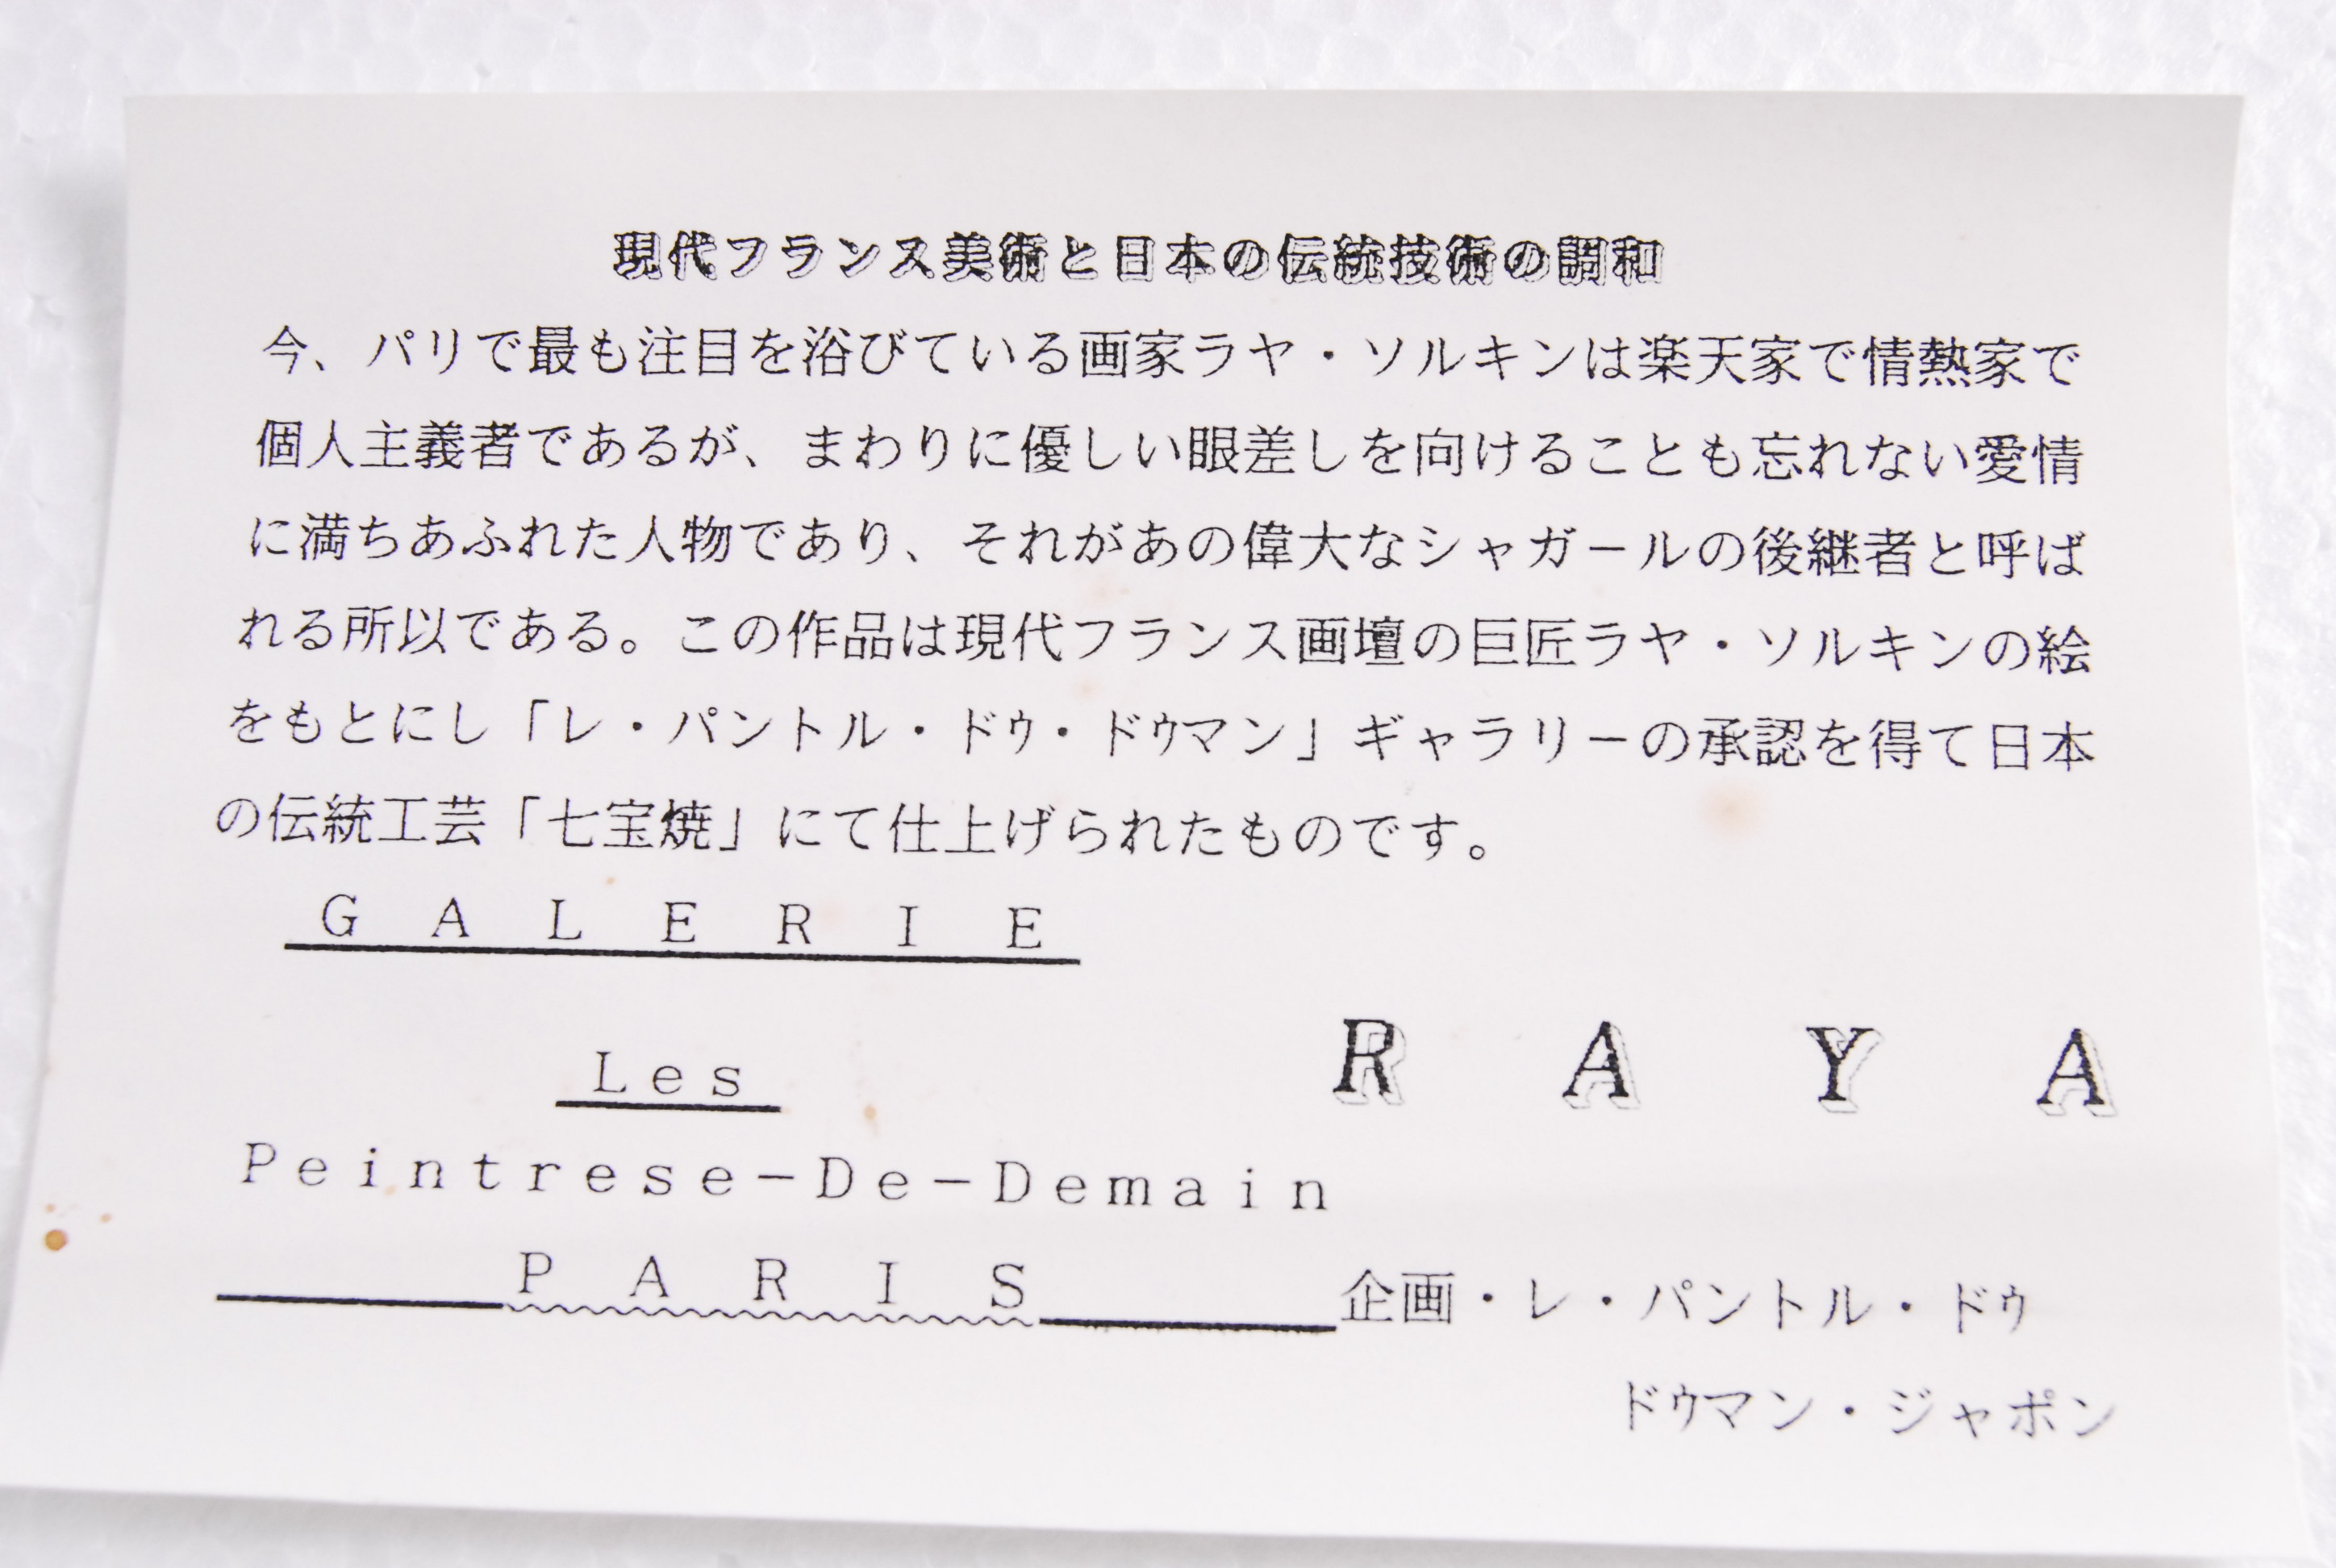 現代フランス美術と日本の伝統技術の調和
今、パリで最も注目を浴びている画家ラヤ・ソルキンは楽天家で情熱家で
個人主義者であるが、まわりに優しい眼差しを向けることも忘れない愛情
に満ちあふれた人物であり、それがあの偉大なシャガールの後継者と呼ば
れる所以である。この作品は現代フランス画壇の巨匠ラヤ・ソルキンの絵
をもとにし「レ・パントル・ドゥ・ドゥマン」ギャラリーの承認を得て日本
の伝統工芸「七宝焼」にて仕上げられたものです。
GALERIE
Les
RAYA
Peintrese-De-Demain
PARIS
企画・レ・パントル・ドゥ
ドゥマン・ジャポン